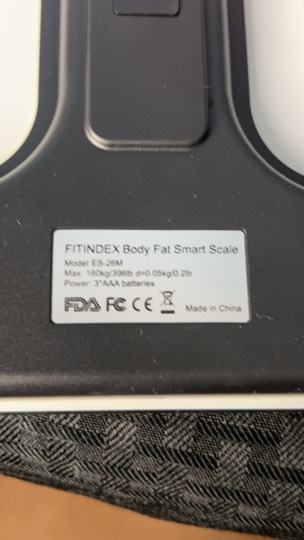 FITINDEX Body Fat Smart Scale
Model: ES-26M
Max. 180kg/396lb d=0.05kg/0.2lb
Power: 3*AAA batteries
FDA FC CE Made in China